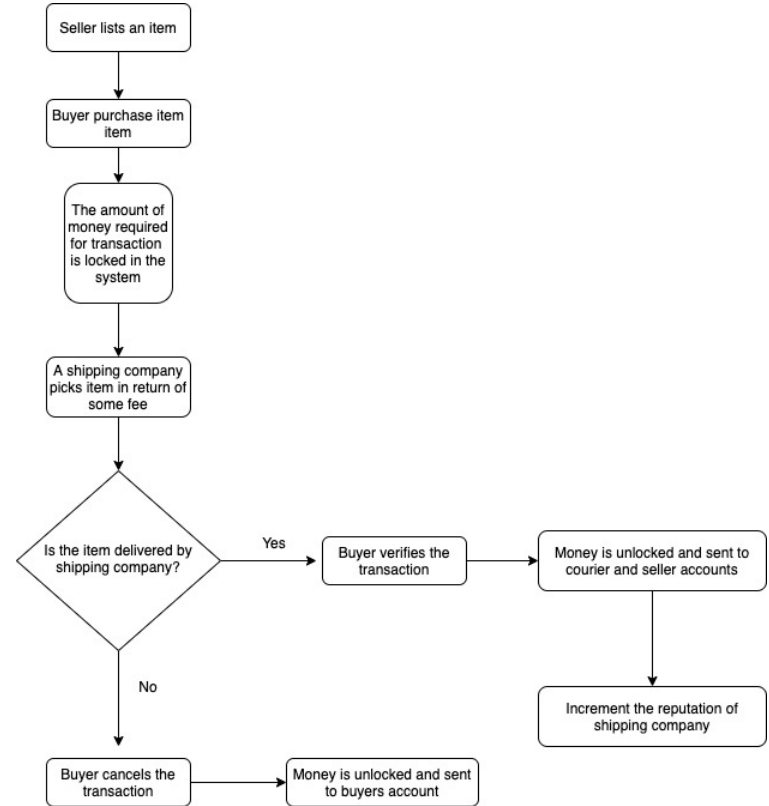 Seller lists an item
Buyer purchase item
item
The amount of
money required
for transaction
is locked in the
system
A shipping company
picks item in return of
some fee
Is the item delivered by
shipping company?
Yes
Buyer verifies the
transaction
Money is unlocked and sent to
courier and seller accounts
Increment the reputation of
shipping company
No
Buyer cancels the
transaction
Money is unlocked and sent
to buyers account